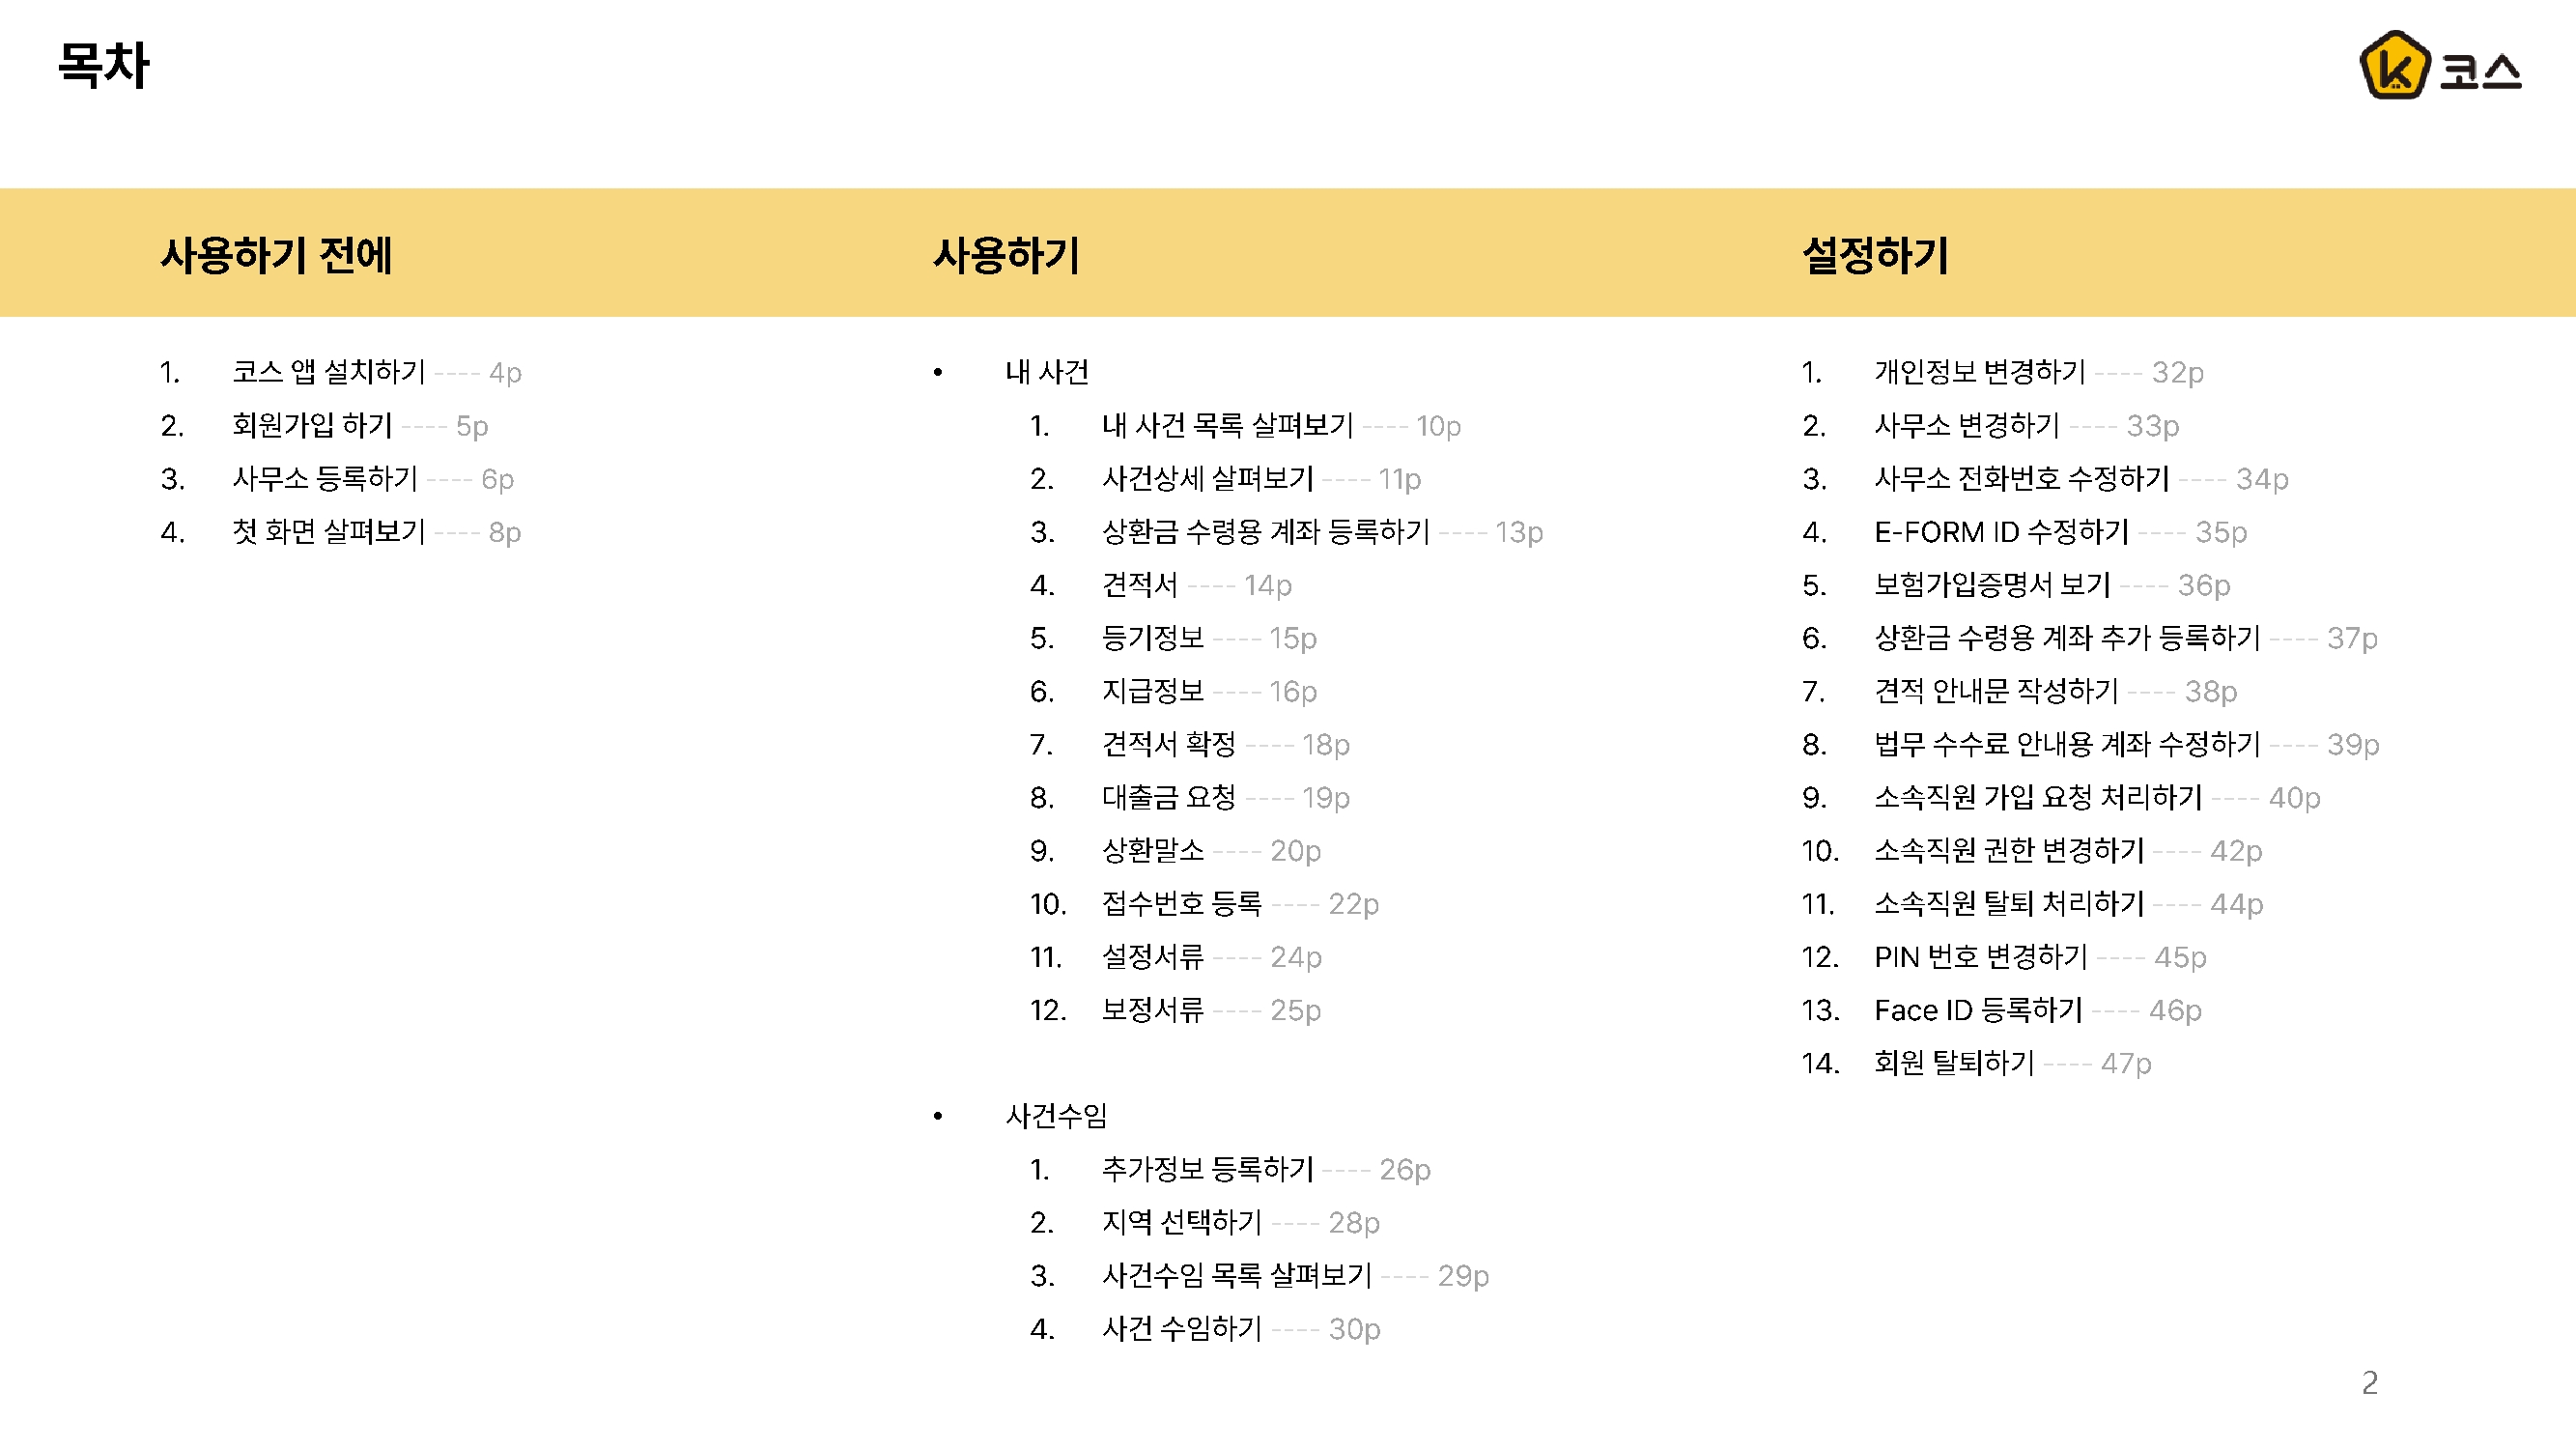 목차
k 코스
사용하기 전에
1. 코스 앱 설치하기 ---- 4p
2. 회원가입 하기 ---- 5p
3. 사무소 등록하기 ---- 6p
4. 첫 화면 살펴보기 ---- 8p
사용하기
• 내 사건
1. 내 사건 목록 살펴보기 ---- 10p
2. 사건상세 살펴보기 ---- 11p
3. 상환금 수령용 계좌 등록하기 ---- 13p
4. 견적서 ---- 14p
5. 등기정보 ---- 15p
6. 지급정보 ---- 16p
7. 견적서 확정 ---- 18p
8. 대출금 요청 ---- 19p
9. 상환말소 ---- 20p
10. 접수번호 등록 ---- 22p
11. 설정서류 ---- 24p
12. 보정서류 ---- 25p
• 사건수임
1. 추가정보 등록하기 ---- 26p
2. 지역 선택하기 ---- 28p
3. 사건수임 목록 살펴보기 ---- 29p
4. 사건 수임하기 ---- 30p
설정하기
1. 개인정보 변경하기 ---- 32p
2. 사무소 변경하기 ---- 33p
3. 사무소 전화번호 수정하기 ---- 34p
4. E-FORM ID 수정하기 ---- 35p
5. 보험가입증명서 보기 ---- 36p
6. 상환금 수령용 계좌 추가 등록하기 ---- 37p
7. 견적 안내문 작성하기 ---- 38p
8. 법무 수수료 안내용 계좌 수정하기 ---- 39p
9. 소속직원 가입 요청 처리하기 ---- 40p
10. 소속직원 권한 변경하기 ---- 42p
11. 소속직원 탈퇴 처리하기 ---- 44p
12. PIN 번호 변경하기 ---- 45p
13. Face ID 등록하기 ---- 46p
14. 회원 탈퇴하기 ---- 47p
2